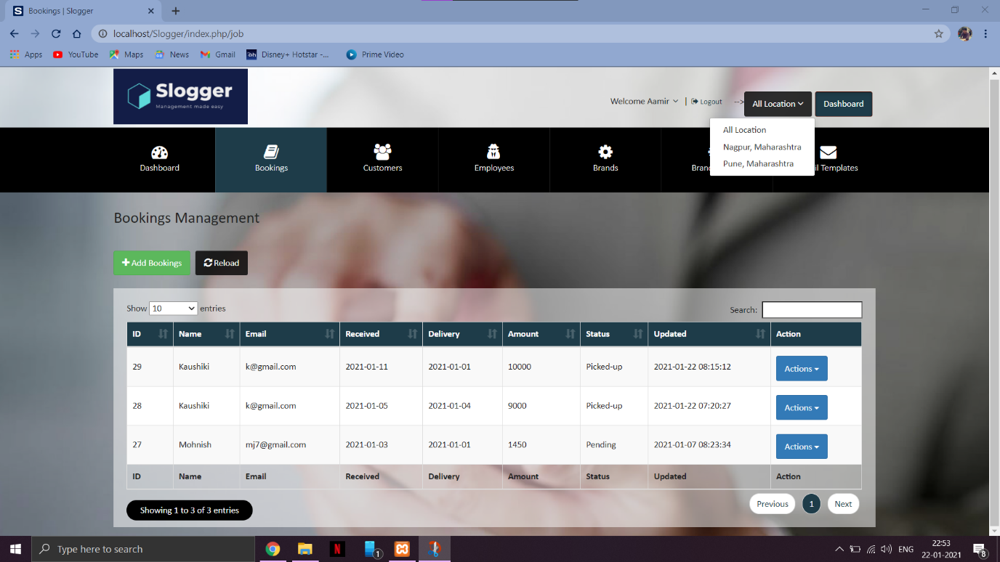 Bookings | Slogger
localhost/Slogger/index.php/job
Apps YouTube Maps News Gmail Disney+ Hotstar -... Prime Video
Slogger
Management made easy
Welcome Aamir | Logout --> All Location Dashboard
All Location
Nagpur, Maharashtra
Pune, Maharashtra
Dashboard Bookings Customers Employees Brands Bran il Templates
Bookings Management
Add Bookings Reload
Show 10 entries Search:
ID Name Email Received Delivery Amount Status Updated Action
29 Kaushiki k@gmail.com 2021-01-11 2021-01-01 10000 Picked-up 2021-01-22 08:15:12 Actions
28 Kaushiki k@gmail.com 2021-01-05 2021-01-04 9000 Picked-up 2021-01-22 07:20:27 Actions
27 Mohnish mj7@gmail.com 2021-01-03 2021-01-01 1450 Pending 2021-01-07 08:23:34 Actions
ID Name Email Received Delivery Amount Status Updated Action
Showing 1 to 3 of 3 entries Previous 1 Next
Type here to search 1 ENG 22:53
22-01-2021 8